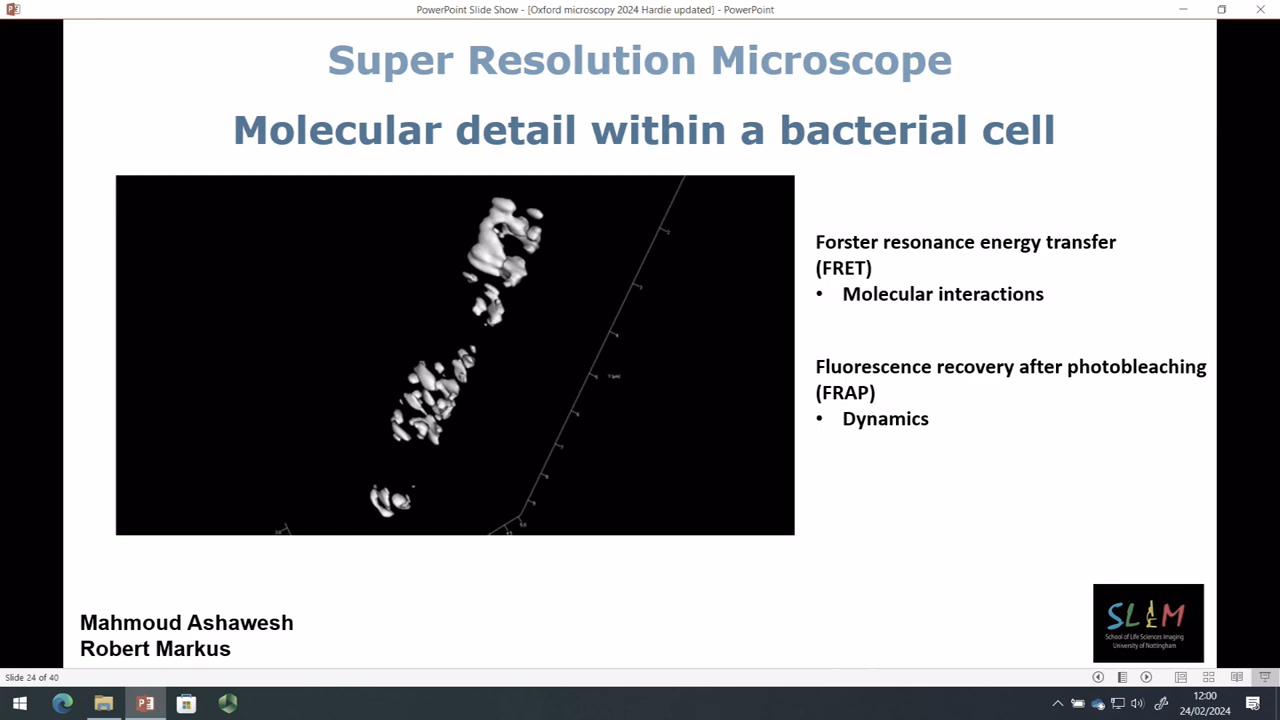 PowerPoint Slide Show - [Oxford microscopy 2024 Hardie updated] - PowerPoint
Super Resolution Microscope
Molecular detail within a bacterial cell
Forster resonance energy transfer
(FRET)
• Molecular interactions
Fluorescence recovery after photobleaching
(FRAP)
• Dynamics
Mahmoud Ashawesh
Robert Markus
SLIM
School of Life Sciences Imaging
University of Nottingham
Slide 24 of 40
12:00
24/02/2024